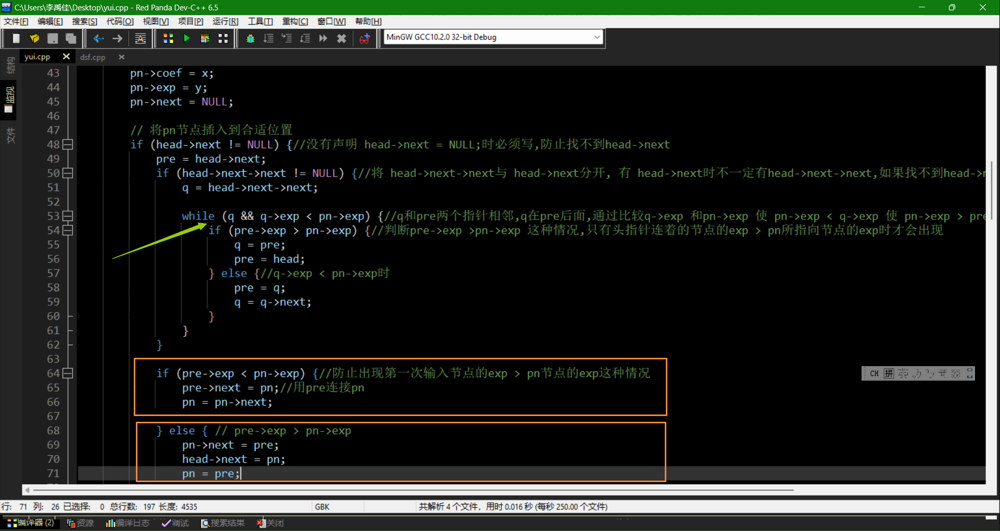 C:\Users\李禹佳\Desktop\yui.cpp - Red Panda Dev-C++ 6.5
文件[F] 编辑[E] 搜索[S] 代码[O] 视图[V] 项目[P] 运行[R] 工具[T] 重构[C] 窗口[W] 帮助[H]
MinGW GCC10.2.0 32-bit Debug
yui.cpp dsf.cpp
结构
监视
文件
43 pn->coef = x;
44 pn->exp = y;
45 pn->next = NULL;
46
47 // 将pn节点插入到合适位置
48 if (head->next != NULL) {//没有声明 head->next = NULL;时必须写,防止找不到head->next
49 pre = head->next;
50 if (head->next->next != NULL) {//将 head->next->next与 head->next分开, 有 head->next时不一定有head->next->next,如果找不到head->
51 q = head->next->next;
52
53 while (q && q->exp < pn->exp) {//q和pre两个指针相邻,q在pre后面,通过比较q->exp 和pn->exp 使 pn->exp < q->exp 使 pn->exp > pre
54 if (pre->exp > pn->exp) {//判断pre->exp >pn->exp 这种情况,只有头指针连着的节点的exp > pn所指向节点的exp时才会出现
55 q = pre;
56 pre = head;
57 } else {//q->exp < pn->exp时
58 pre = q;
59 q = q->next;
60 }
61 }
62 }
63
64 if (pre->exp < pn->exp) {//防止出现第一次输入节点的exp > pn节点的exp这种情况
65 pre->next = pn;//用pre连接pn
66 pn = pn->next;
67
68 } else { // pre->exp > pn->exp
69 pn->next = pre;
70 head->next = pn;
71 pn = pre;
CH 拼
行: 71 列: 26 已选择: 0 总行数: 197 长度: 4535 GBK 共解析 4 个文件，用时 0.016 秒 (每秒 250.00 个文件)
编译器 (2) 资源 编译日志 调试 搜索结果 关闭